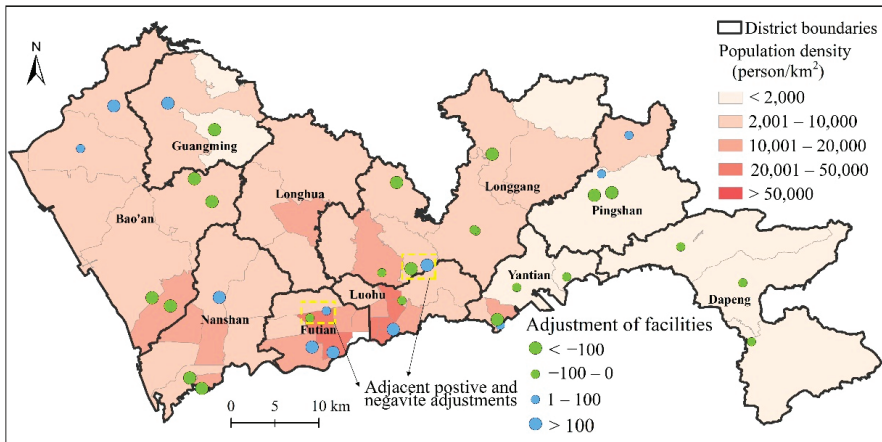 N
District boundaries
Population density
(person/km²)
< 2,000
2,001 – 10,000
10,001 – 20,000
20,001 – 50,000
> 50,000
Guangming
Longhua
Longgang
Bao'an
Pingshan
Yantian
Luohu
Dapeng
Nanshan
Futian
Adjustment of facilities
< −100
−100 – 0
1 – 100
> 100
Adjacent postive and
negavite adjustments
0 5 10 km